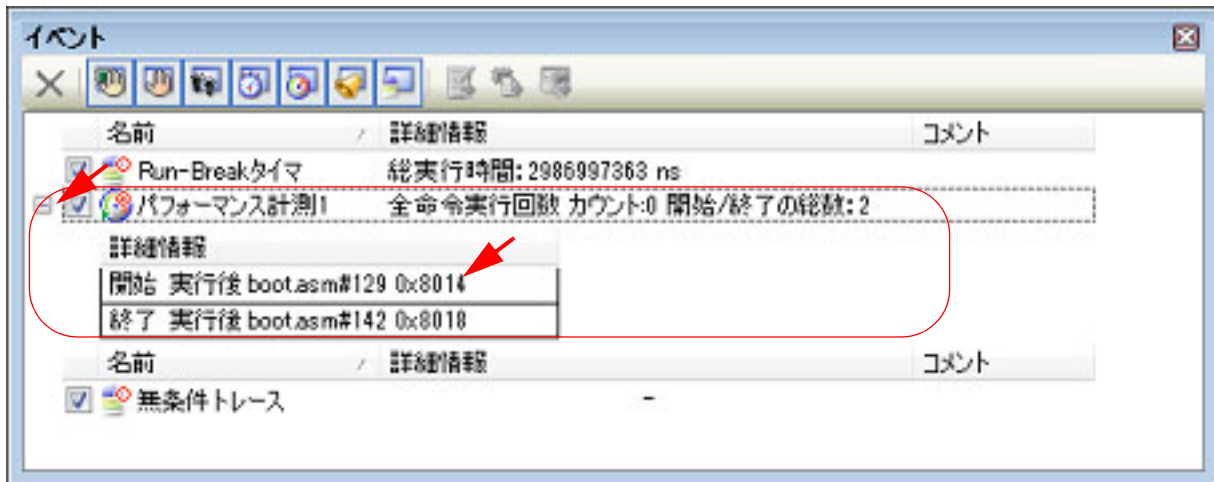 イベント
名前 詳細情報 コメント
Run-Breakタイマ 総実行時間: 2986997363 ns
パフォーマンス計測1 全命令実行回数 カウント:0 開始/終了の総数: 2
詳細情報
開始 実行後 boot.asm#129 0x8014
終了 実行後 boot.asm#142 0x8018
名前 詳細情報 コメント
無条件トレース -